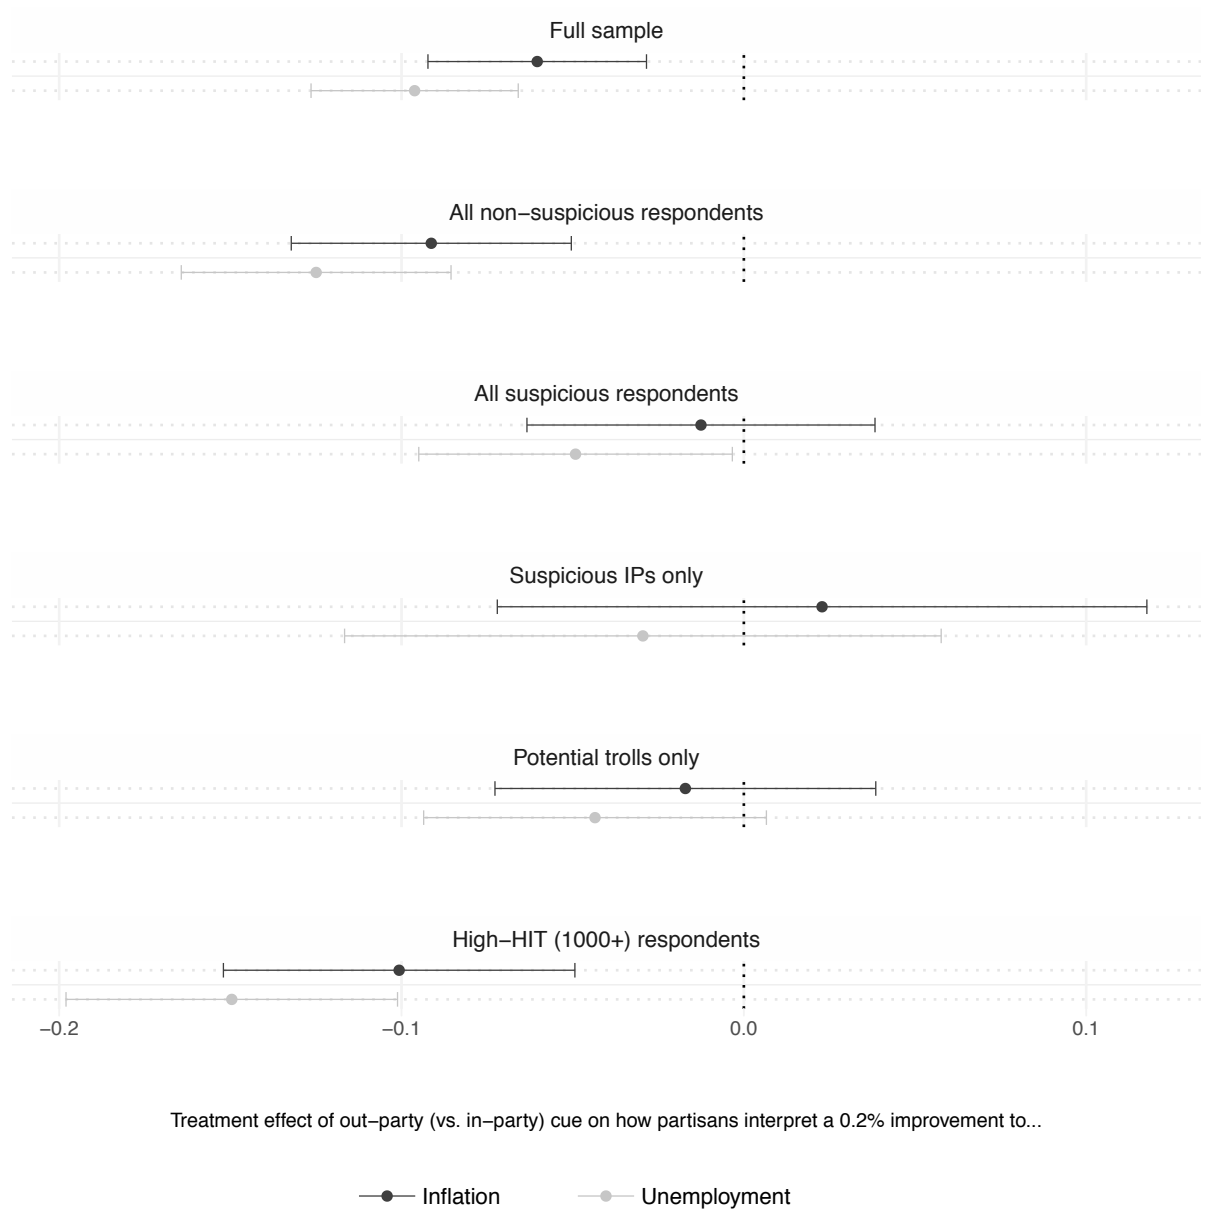 Full sample
All non−suspicious respondents
All suspicious respondents
Suspicious IPs only
Potential trolls only
High−HIT (1000+) respondents
−0.2 −0.1 0.0 0.1
Treatment effect of out−party (vs. in−party) cue on how partisans interpret a 0.2% improvement to...
Inflation Unemployment